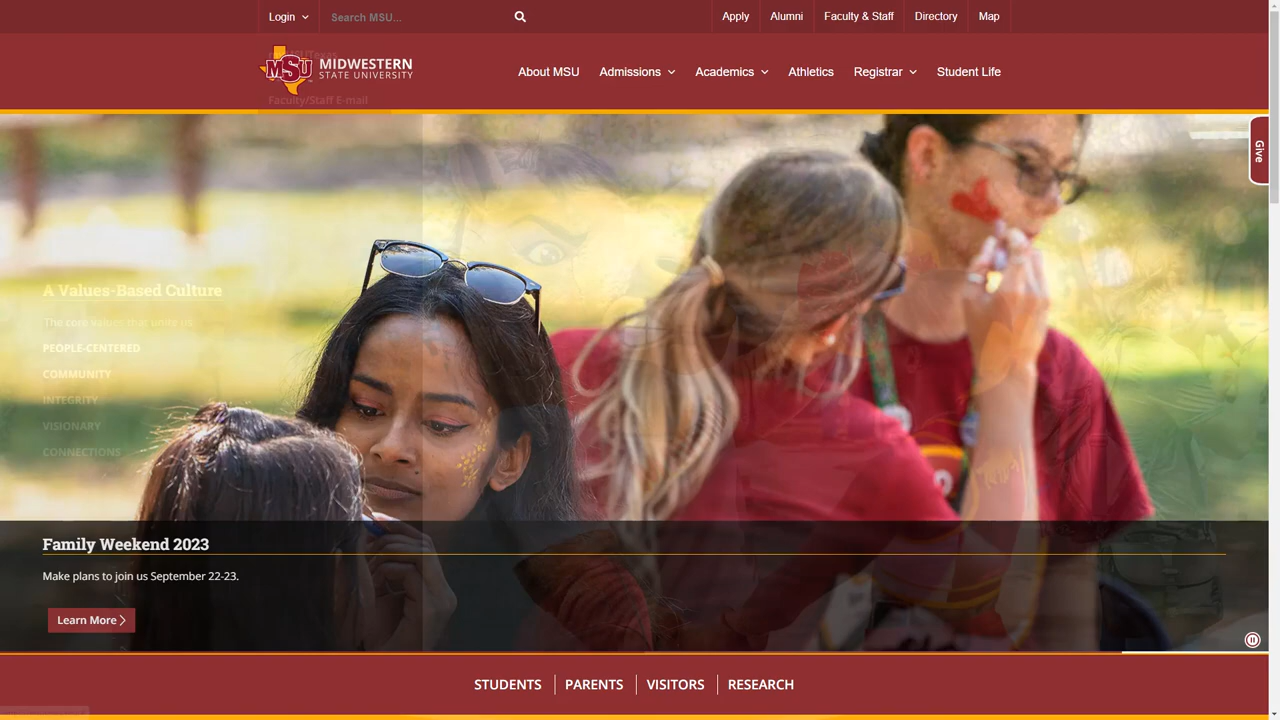 Login
Search MSU...
Apply
Alumni
Faculty & Staff
Directory
Map
MSU
MIDWESTERN
STATE UNIVERSITY
Faculty/Staff E-mail
About MSU
Admissions
Academics
Athletics
Registrar
Student Life
Give
A Values-Based Culture
The core values that unite us
PEOPLE-CENTERED
COMMUNITY
INTEGRITY
VISIONARY
CONNECTIONS
Family Weekend 2023
Make plans to join us September 22-23.
Learn More
STUDENTS
PARENTS
VISITORS
RESEARCH